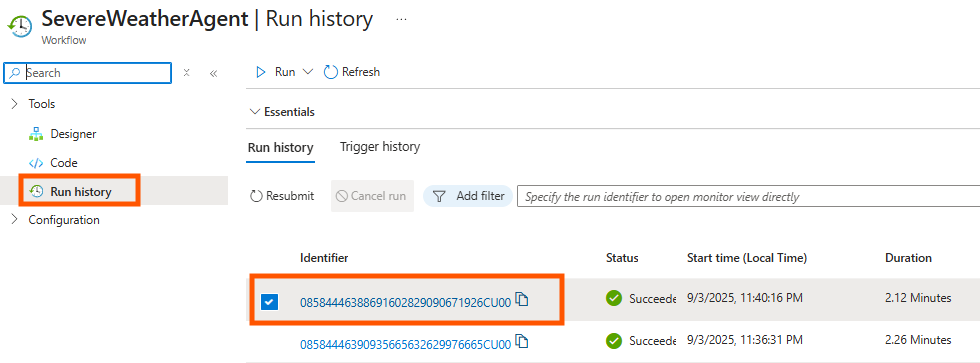 SevereWeatherAgent | Run history ...
Workflow
Search
Run
Refresh
Tools
Essentials
Designer
Run history
Trigger history
Code
Run history
Resubmit
Cancel run
Add filter
Specify the run identifier to open monitor view directly
Configuration
Identifier
Status
Start time (Local Time)
Duration
08584446388691602829090671926CU00
Succeede
9/3/2025, 11:40:16 PM
2.12 Minutes
08584446390935665632629976665CU00
Succeede
9/3/2025, 11:36:31 PM
2.26 Minutes